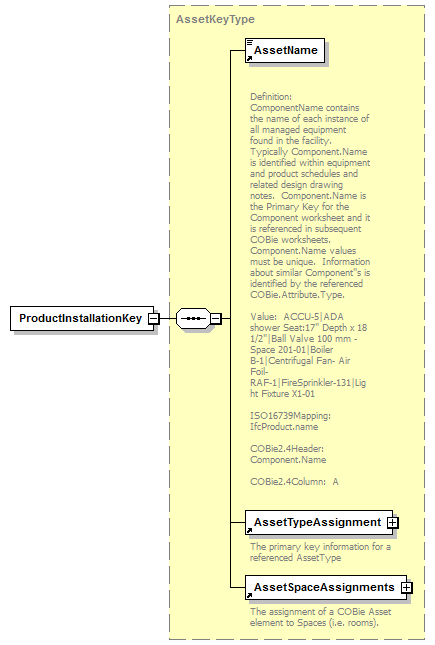 AssetKeyType
AssetName
Definition:
ComponentName contains
the name of each instance of
all managed equipment
found in the facility.
Typically Component.Name
is identified within equipment
and product schedules and
related design drawing
notes.  Component.Name is
the Primary Key for the
Component worksheet and it
is referenced in subsequent
COBie worksheets.
Component.Name values
must be unique.  Information
about similar Component"s is
identified by the referenced
COBie.Attribute.Type.
Value:  ACCU-5|ADA
shower Seat:17" Depth x 18
1/2"|Ball Valve 100 mm -
Space 201-01|Boiler
B-1|Centrifugal Fan- Air
Foil-
RAF-1|FireSprinkler-131|Lig
ht Fixture X1-01
ISO16739Mapping:
IfcProduct.name
COBie2.4Header:
Component.Name
COBie2.4Column:  A
ProductInstallationKey
AssetTypeAssignment
The primary key information for a
referenced AssetType
AssetSpaceAssignments
The assignment of a COBie Asset
element to Spaces (i.e. rooms).